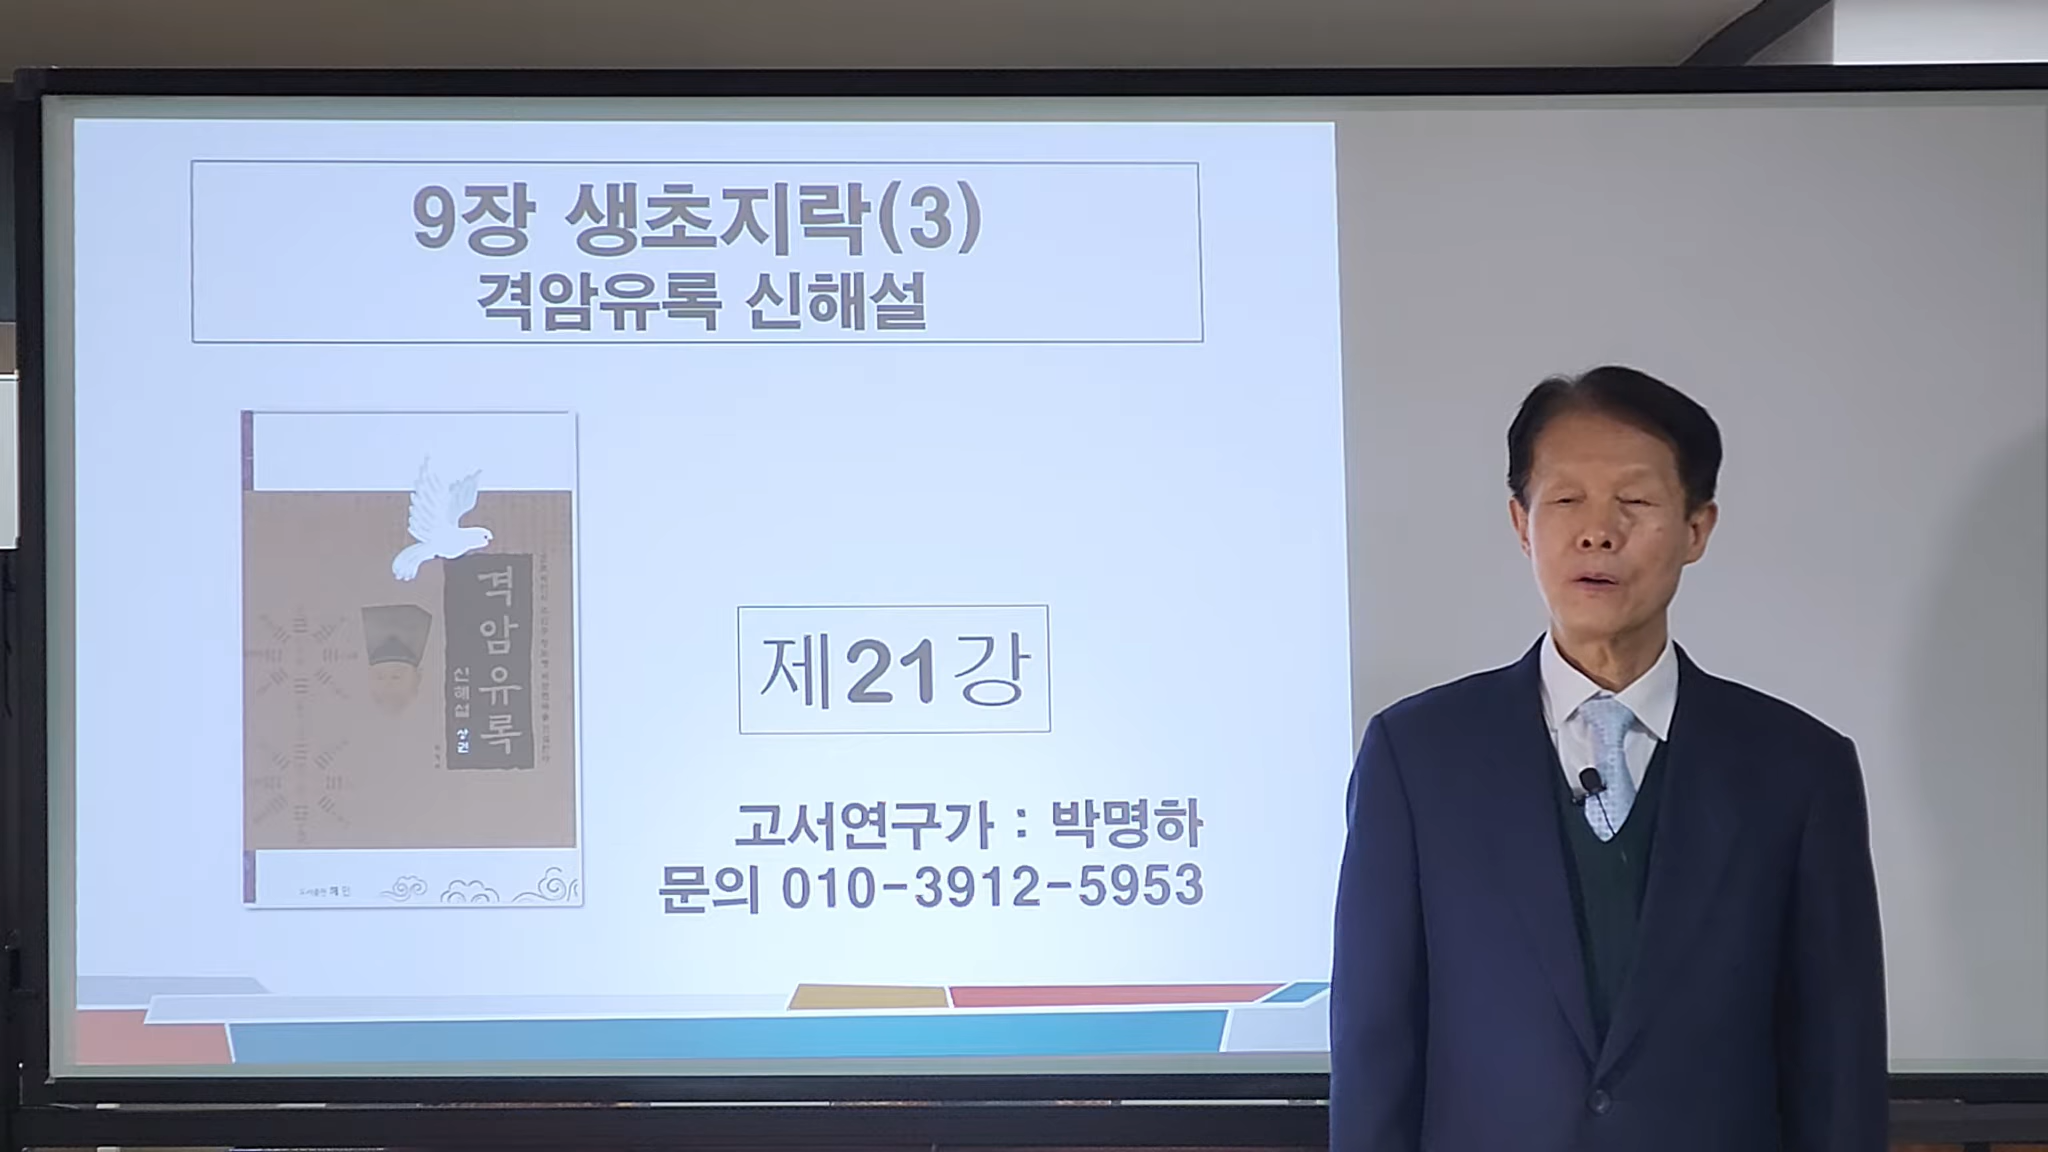 9장 생초지락(3)
격암유록 신해설
격암유록
신해설 상권
제21강
고서연구가 : 박명하
문의 010-3912-5953